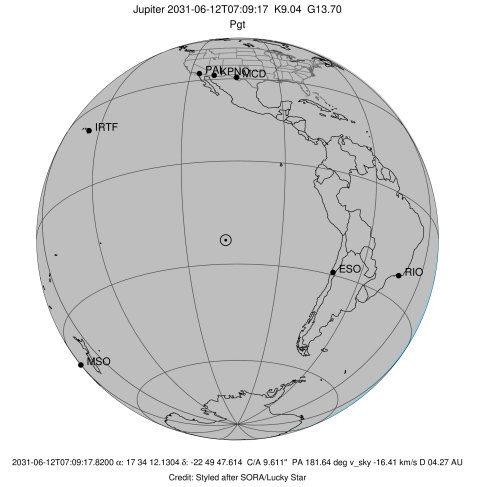 Jupiter 2031-06-12T07:09:17  K9.04  G13.70
Pgt
PAL
KPNO
MCD
IRTF
ESO
RIO
MSO
2031-06-12T07:09:17.8200 α: 17 34 12.1304 δ: -22 49 47.614  C/A 9.611"  PA 181.64 deg v_sky -16.41 km/s D 04.27 AU
Credit: Styled after SORA/Lucky Star